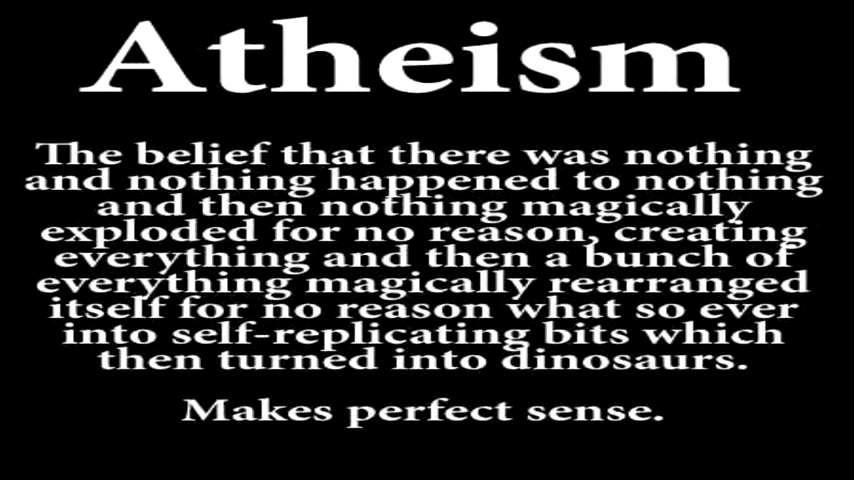 Atheism
The belief that there was nothing
and nothing happened to nothing
and then nothing magically
exploded for no reason, creating
everything and then a bunch of
everything magically rearranged
itself for no reason what so ever
into self-replicating bits which
then turned into dinosaurs.
Makes perfect sense.